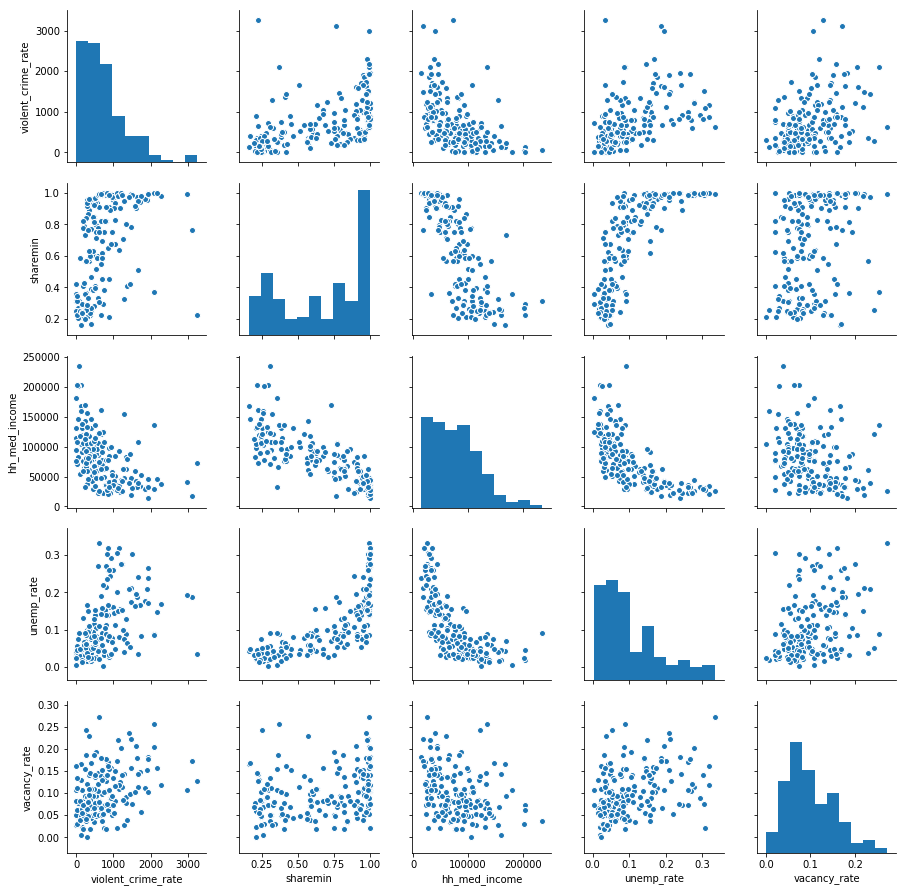 3000
2000
1000
0
violent_crime_rate
1.0
0.8
0.6
0.4
0.2
sharemin
250000
200000
150000
100000
50000
0
hh_med_income
0.3
0.2
0.1
0.0
unemp_rate
0.30
0.25
0.20
0.15
0.10
0.05
0.00
vacancy_rate
0 1000 2000 3000
0.25 0.50 0.75 1.00
0 100000 200000
0.0 0.1 0.2 0.3
0.0 0.1 0.2
violent_crime_rate sharemin hh_med_income unemp_rate vacancy_rate